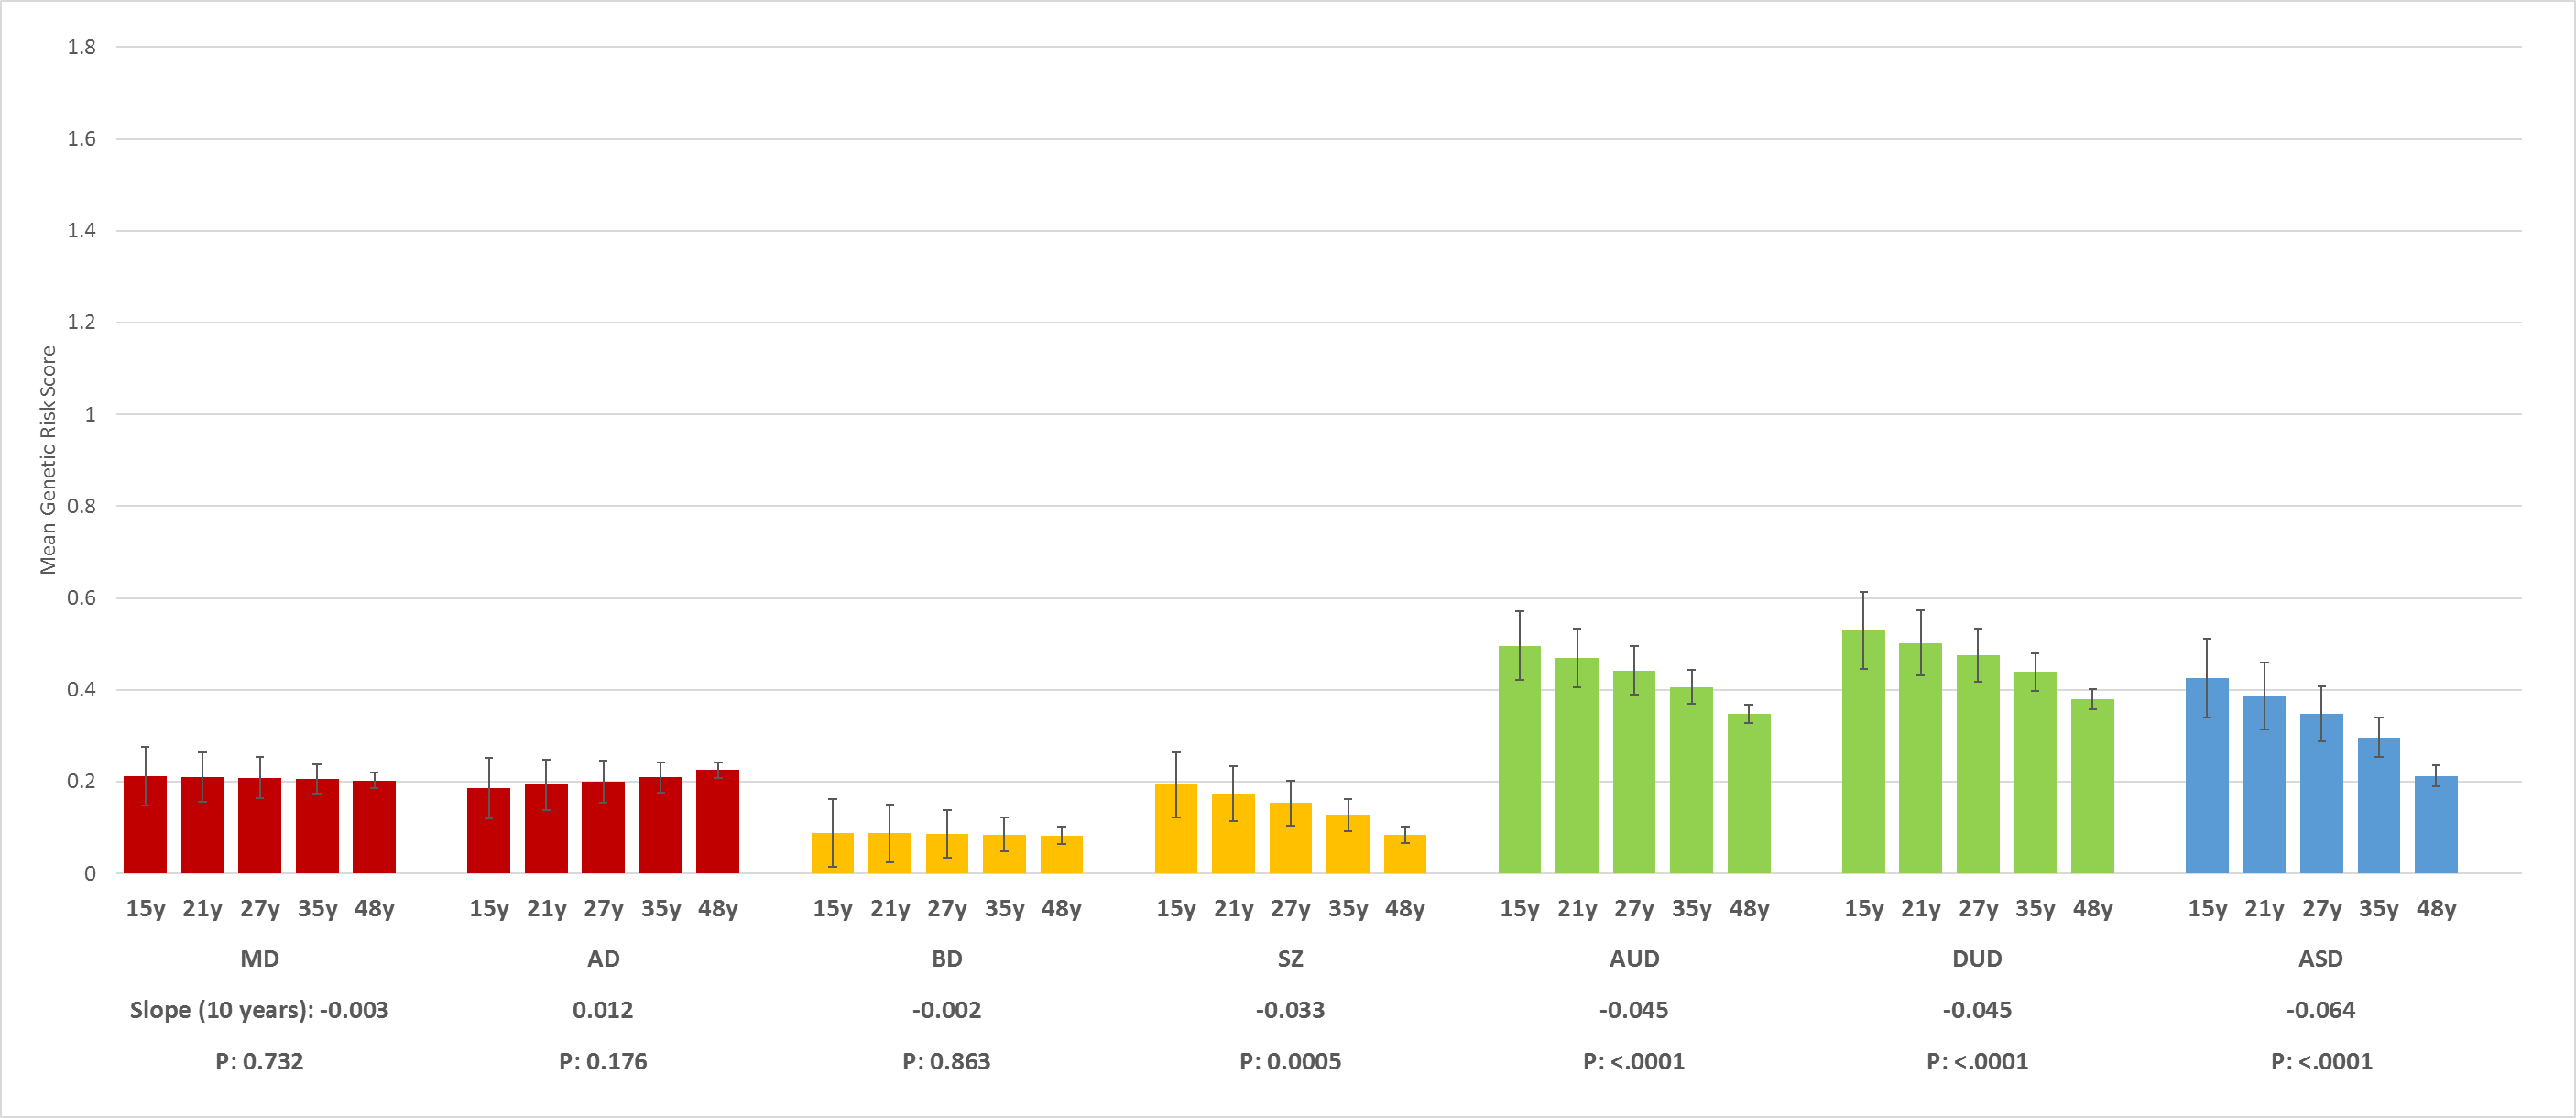 1.8
1.6
1.4
1.2
1
0.8
0.6
0.4
0.2
0
Mean Genetic Risk Score
15y 21y 27y 35y 48y 15y 21y 27y 35y 48y 15y 21y 27y 35y 48y 15y 21y 27y 35y 48y 15y 21y 27y 35y 48y 15y 21y 27y 35y 48y 15y 21y 27y 35y 48y
MD AD BD SZ AUD DUD ASD
Slope (10 years): -0.003 0.012 -0.002 -0.033 -0.045 -0.045 -0.064
P: 0.732 P: 0.176 P: 0.863 P: 0.0005 P: <.0001 P: <.0001 P: <.0001